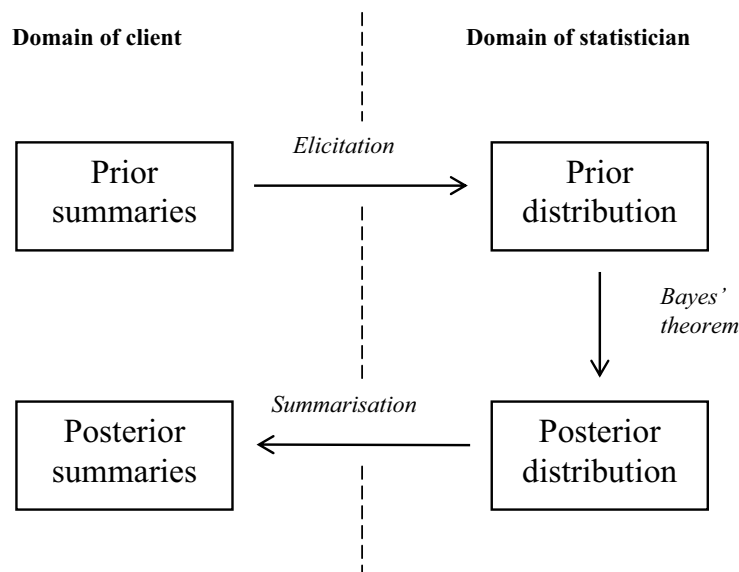 Domain of client
Domain of statistician
Elicitation
Prior
summaries
Prior
distribution
Bayes’
theorem
Summarisation
Posterior
summaries
Posterior
distribution